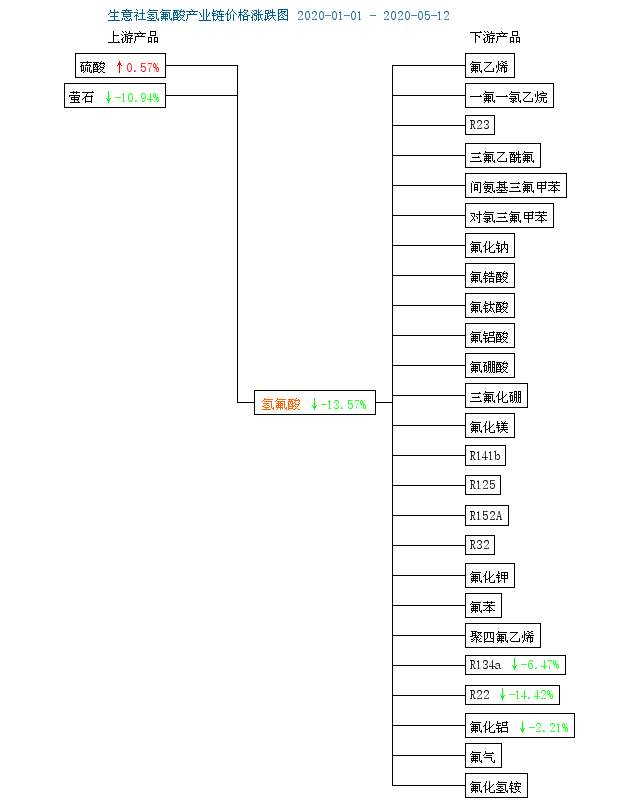 生意社氢氟酸产业链价格涨跌图 2020-01-01 - 2020-05-12
上游产品
下游产品
硫酸 ↑0.57%
萤石 ↓-10.94%
氢氟酸 ↓-13.57%
氟乙烯
一氟一氯乙烷
R23
三氟乙酰氟
间氨基三氟甲苯
对氯三氟甲苯
氟化钠
氟锆酸
氟钛酸
氟铝酸
氟硼酸
三氟化硼
氟化镁
R141b
R125
R152A
R32
氟化钾
氟苯
聚四氟乙烯
R134a ↓-6.47%
R22 ↓-14.42%
氟化铝 ↓-2.21%
氟气
氟化氢铵